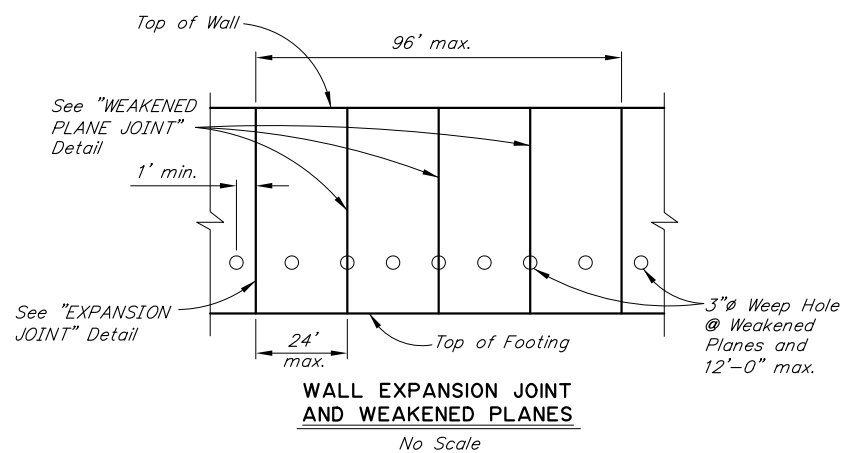 Top of Wall
96' max.
See "WEAKENED
PLANE JOINT"
Detail
1' min.
See "EXPANSION
JOINT" Detail
24'
max.
Top of Footing
3"ø Weep Hole
@ Weakened
Planes and
12'-0" max.
WALL EXPANSION JOINT
AND WEAKENED PLANES
No Scale